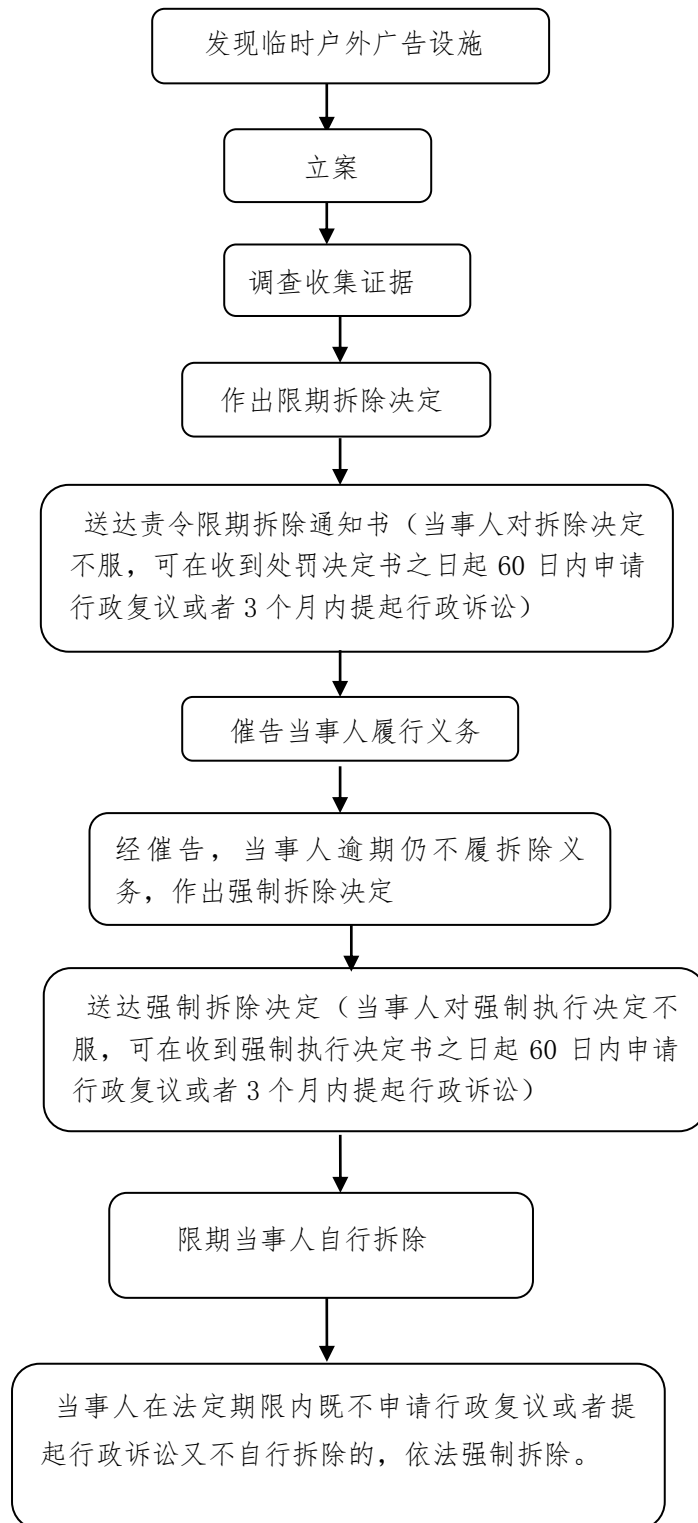 发现临时户外广告设施
立案
调查收集证据
作出限期拆除决定
送达责令限期拆除通知书（当事人对拆除决定
不服，可在收到处罚决定书之日起 60 日内申请
行政复议或者 3 个月内提起行政诉讼）
催告当事人履行义务
经催告，当事人逾期仍不履拆除义
务，作出强制拆除决定
送达强制拆除决定（当事人对强制执行决定不
服，可在收到强制执行决定书之日起 60 日内申请
行政复议或者 3 个月内提起行政诉讼）
限期当事人自行拆除
当事人在法定期限内既不申请行政复议或者提
起行政诉讼又不自行拆除的，依法强制拆除。